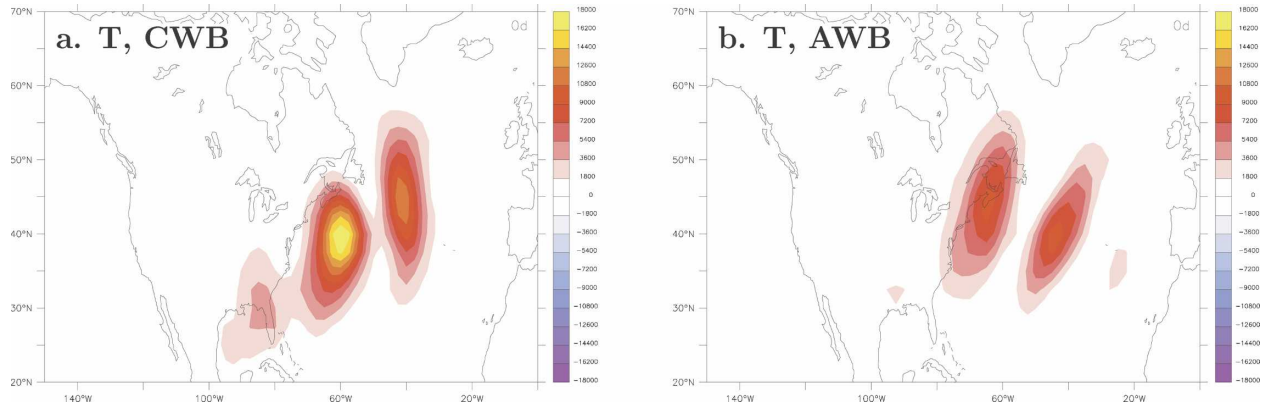 a. T, CWB
0d
70°N
60°N
50°N
40°N
30°N
20°N
140°W
100°W
60°W
20°W
18000
16200
14400
12600
10800
9000
7200
5400
3600
1800
0
−1800
−3600
−5400
−7200
−9000
−10800
−12600
−14400
−16200
−18000
b. T, AWB
0d
70°N
60°N
50°N
40°N
30°N
20°N
140°W
100°W
60°W
20°W
18000
16200
14400
12600
10800
9000
7200
5400
3600
1800
0
−1800
−3600
−5400
−7200
−9000
−10800
−12600
−14400
−16200
−18000